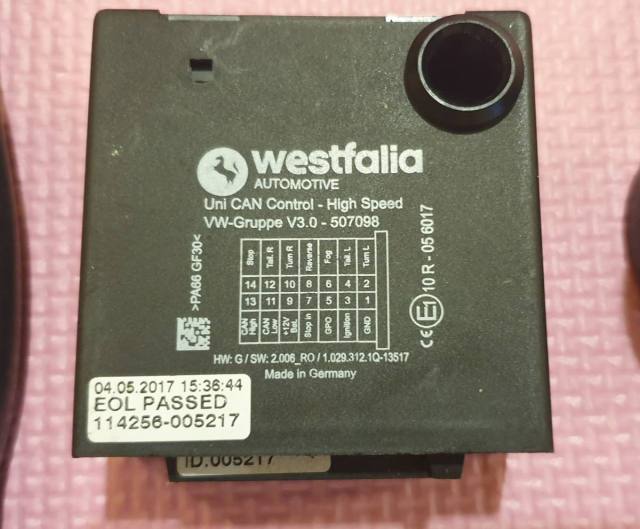 westfalia
AUTOMOTIVE
Uni CAN Control - High Speed
VW-Gruppe V3.0 - 507098
Stop Tail. R Turn R Reverse Fog Tail. L Turn L
14 12 10 8 6 4 2
13 11 9 7 5 3 1
CAN High CAN Low +12V Bat. Stop in GPO Ignition GND
>PA66 GF30<
CE E1 10 R - 05 6017
HW: G / SW: 2.006_RO / 1.029.312.1Q-13517
Made in Germany
04.05.2017 15:36:44
EOL PASSED
114256-005217
ID.005217